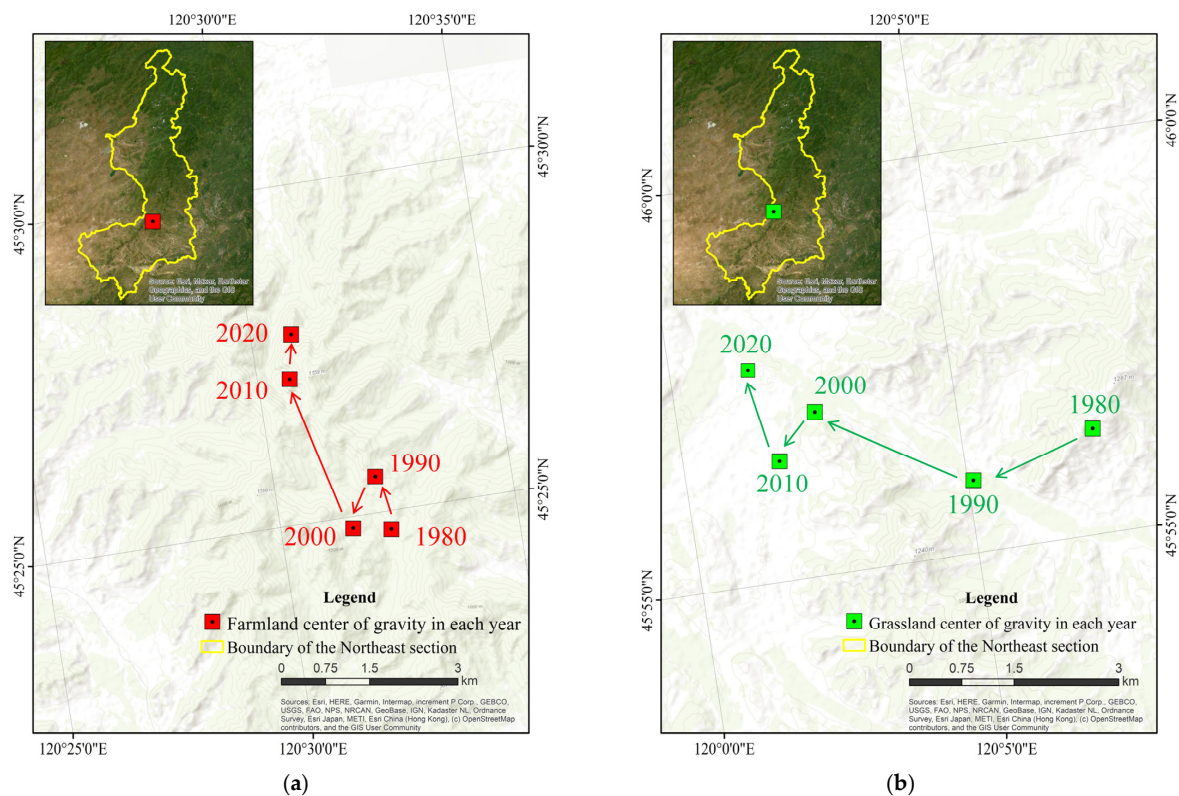 120°30'0"E
120°35'0"E
45°30'0"N
45°30'0"N
45°25'0"N
45°25'0"N
120°25'0"E
120°30'0"E
Source: Esri, Maxar, Earthstar
Geographics, and the GIS
User Community
2020
2010
1990
2000
1980
Legend
Farmland center of gravity in each year
Boundary of the Northeast section
0 0.75 1.5 3
km
Sources: Esri, HERE, Garmin, Intermap, increment P Corp., GEBCO,
USGS, FAO, NPS, NRCAN, GeoBase, IGN, Kadaster NL, Ordnance
Survey, Esri Japan, METI, Esri China (Hong Kong), (c) OpenStreetMap
contributors, and the GIS User Community
(a)
120°5'0"E
46°0'0"N
46°0'0"N
45°55'0"N
45°55'0"N
120°0'0"E
120°5'0"E
Source: Esri, Maxar, Earthstar
Geographics, and the GIS
User Community
2020
2000
1980
2010
1990
1247 m
1240 m
Legend
Grassland center of gravity in each year
Boundary of the Northeast section
0 0.75 1.5 3
km
Sources: Esri, HERE, Garmin, Intermap, increment P Corp., GEBCO,
USGS, FAO, NPS, NRCAN, GeoBase, IGN, Kadaster NL, Ordnance
Survey, Esri Japan, METI, Esri China (Hong Kong), (c) OpenStreetMap
contributors, and the GIS User Community
(b)